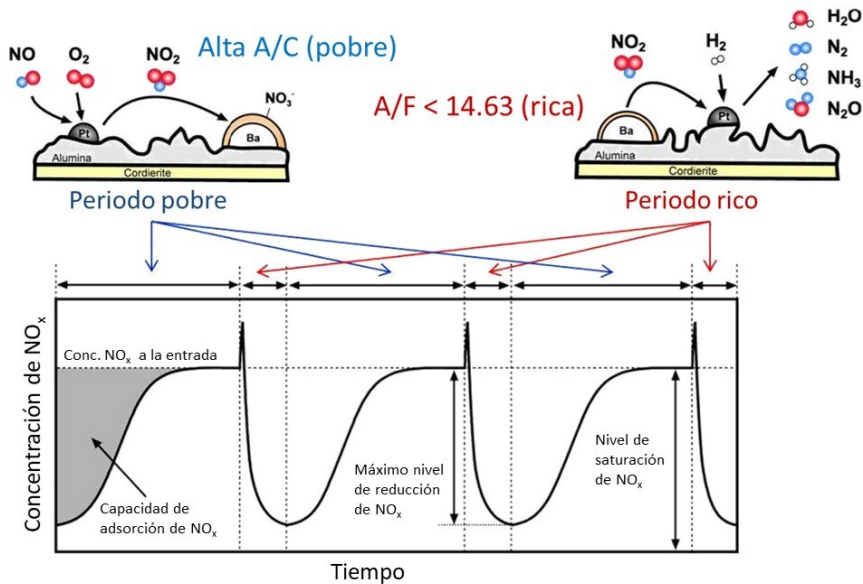 NO
O2
NO2
Alta A/C (pobre)
NO3-
Pt
Ba
Alumina
Cordierite
Periodo pobre
NO2
H2
H2O
N2
NH3
N2O
A/F < 14.63 (rica)
Pt
Ba
Alumina
Cordierite
Periodo rico
Concentración de NOx
Conc. NOx a la entrada
Capacidad de
adsorción de NOx
Máximo nivel
de reducción
de NOx
Nivel de
saturación
de NOx
Tiempo